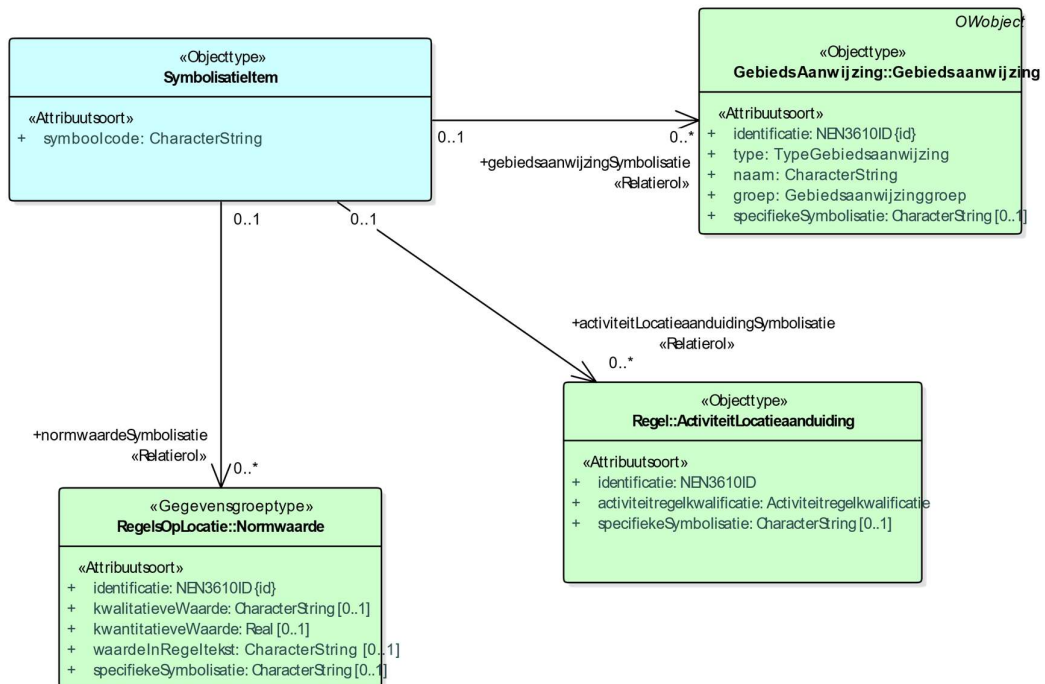 «Objecttype»
SymbolisatieItem
«Attribuutsoort»
+ symboolcode: CharacterString
OWobject
«Objecttype»
GebiedsAanwijzing::Gebiedsaanwijzing
«Attribuutsoort»
+ identificatie: NEN3610ID {id}
+ type: TypeGebiedsaanwijzing
+ naam: CharacterString
+ groep: Gebiedsaanwijzinggroep
+ specifiekeSymbolisatie: CharacterString [0..1]
0..1
0..*
+gebiedsaanwijzingSymbolisatie
«Relatierol»
0..1
0..1
+activiteitLocatieaanduidingSymbolisatie
«Relatierol»
0..*
«Objecttype»
Regel::ActiviteitLocatieaanduiding
«Attribuutsoort»
+ identificatie: NEN3610ID
+ activiteitregelkwalificatie: Activiteitregelkwalificatie
+ specifiekeSymbolisatie: CharacterString [0..1]
+normwaardeSymbolisatie
«Relatierol»
0..*
«Gegevensgroeptype»
RegelsOpLocatie::Normwaarde
«Attribuutsoort»
+ identificatie: NEN3610ID {id}
+ kwalitatieveWaarde: CharacterString [0..1]
+ kwantitatieveWaarde: Real [0..1]
+ waardeInRegeltekst: CharacterString [0..1]
+ specifiekeSymbolisatie: CharacterString [0..1]